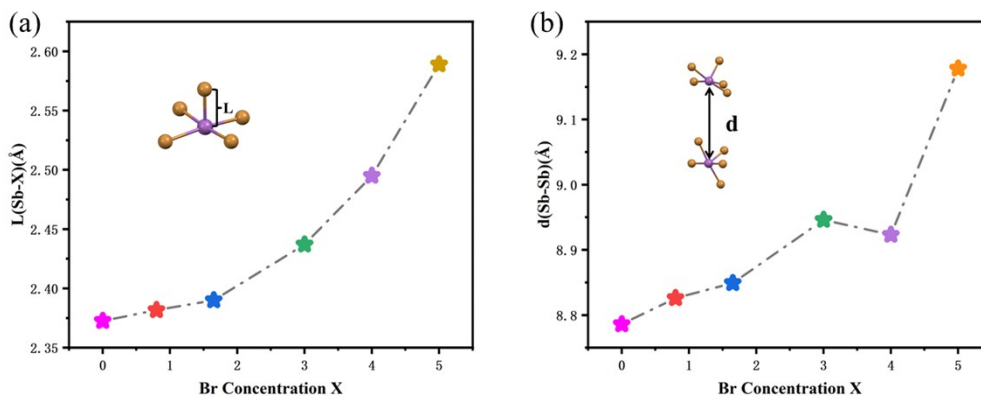 (a)
L(Sb-X)(Å)
2.60
2.55
2.50
2.45
2.40
2.35
L
0 1 2 3 4 5
Br Concentration X
(b)
d(Sb-Sb)(Å)
9.2
9.1
9.0
8.9
8.8
d
0 1 2 3 4 5
Br Concentration X